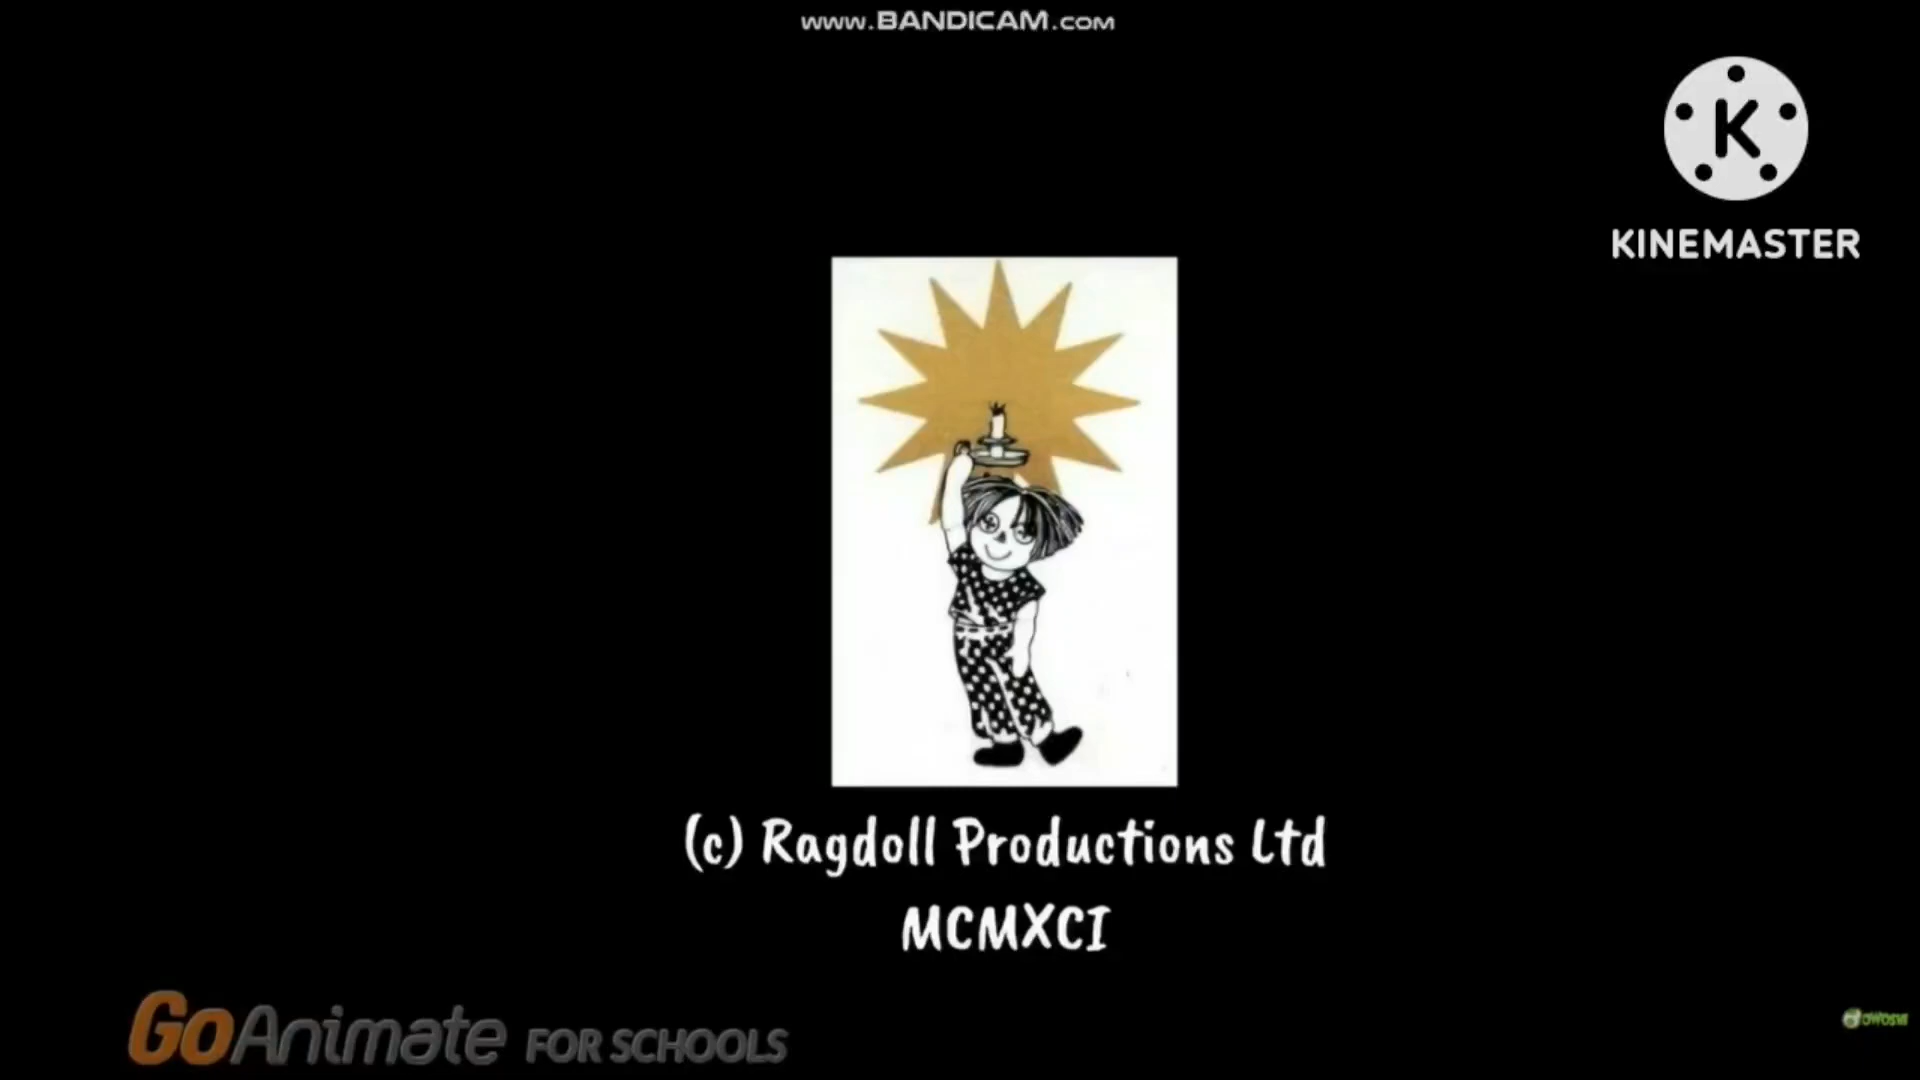 www.BANDICAM.com
K
KINEMASTER
(c) Ragdoll Productions Ltd
MCMXCI
GoAnimate FOR SCHOOLS